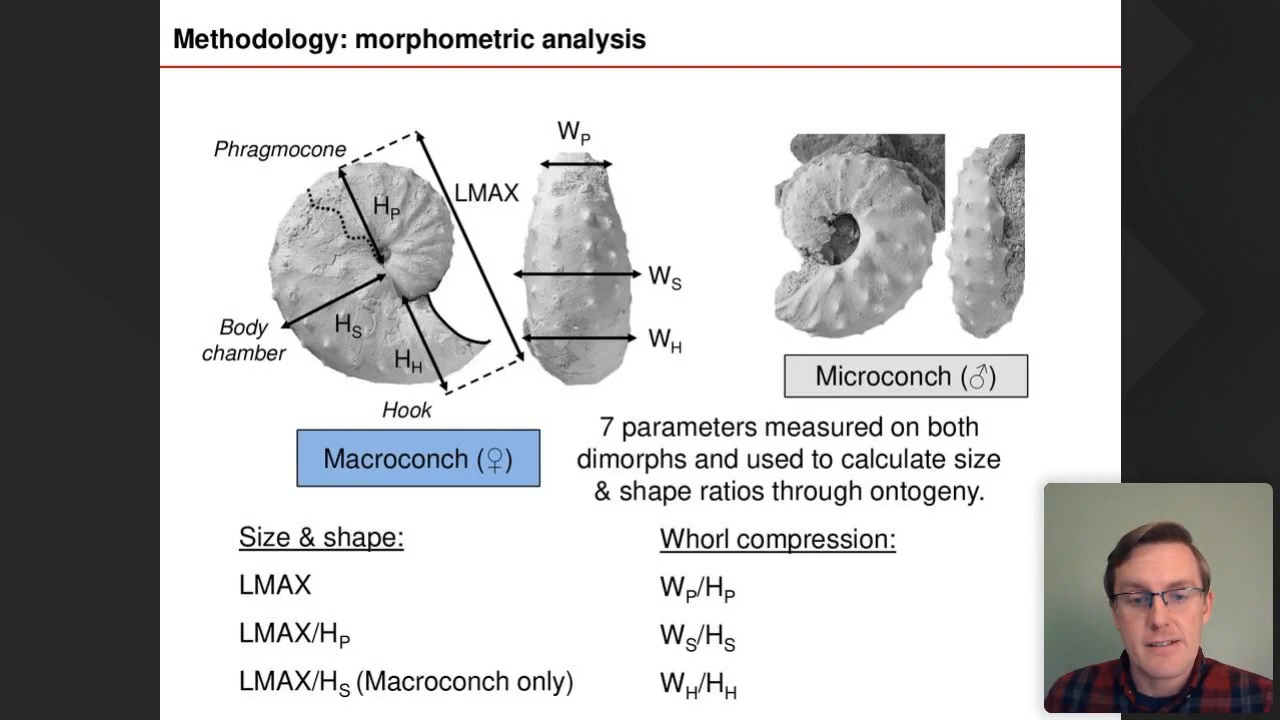 Methodology: morphometric analysis
Phragmocone
LMAX
H_P
Body
chamber
H_S
H_H
Hook
W_P
W_S
W_H
Macroconch (♀)
Microconch (♂)
7 parameters measured on both
dimorphs and used to calculate size
& shape ratios through ontogeny.
Size & shape:
LMAX
LMAX/H_P
LMAX/H_S (Macroconch only)
Whorl compression:
W_P/H_P
W_S/H_S
W_H/H_H